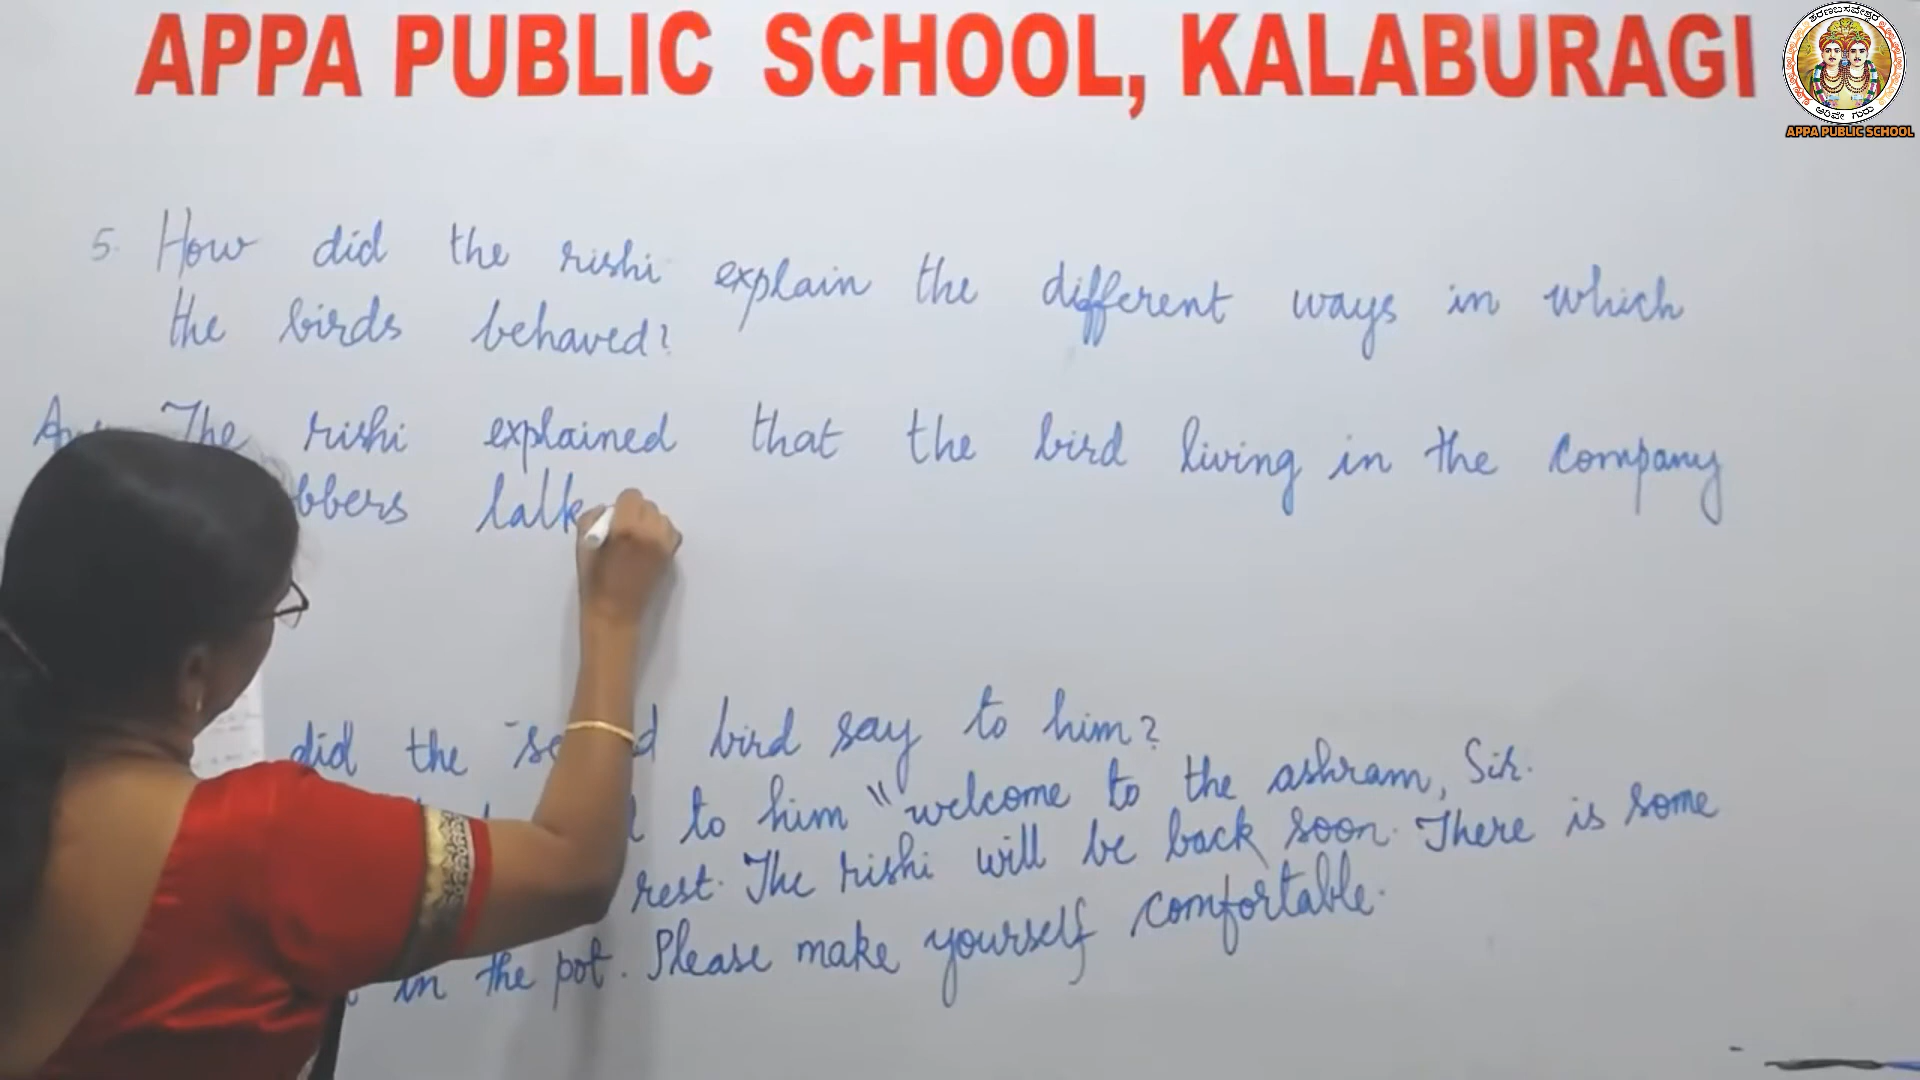 APPA PUBLIC SCHOOL, KALABURAGI
ಶರಣಬಸವೇಶ್ವರ
ಅರಿವೇ ಗುರು
APPA PUBLIC SCHOOL
5. How did the rishi explain the different ways in which
the birds behaved?
The rishi explained that the bird living in the company
did the bird say to him?
to him "welcome to the ashram, Sir.
rest. The rishi will be back soon. There is some
in the pot. Please make yourself comfortable.